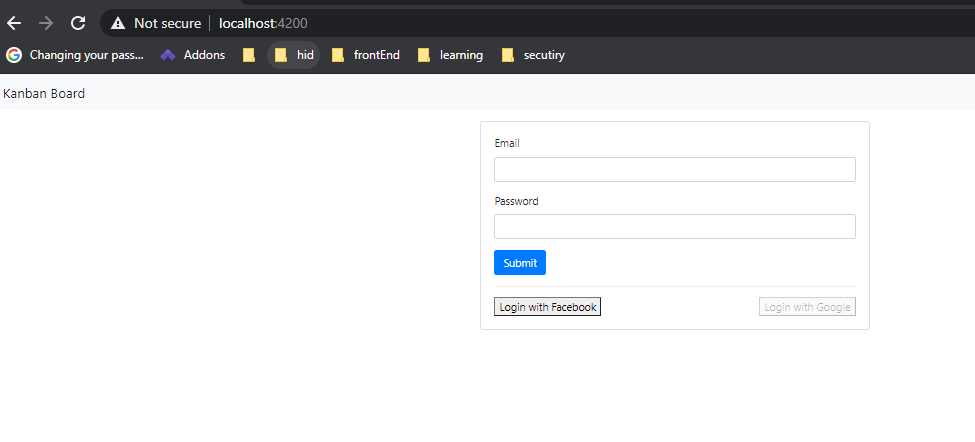 Not secure localhost:4200
Changing your pass... Addons hid frontEnd learning secutiry
Kanban Board
Email
Password
Submit
Login with Facebook Login with Google